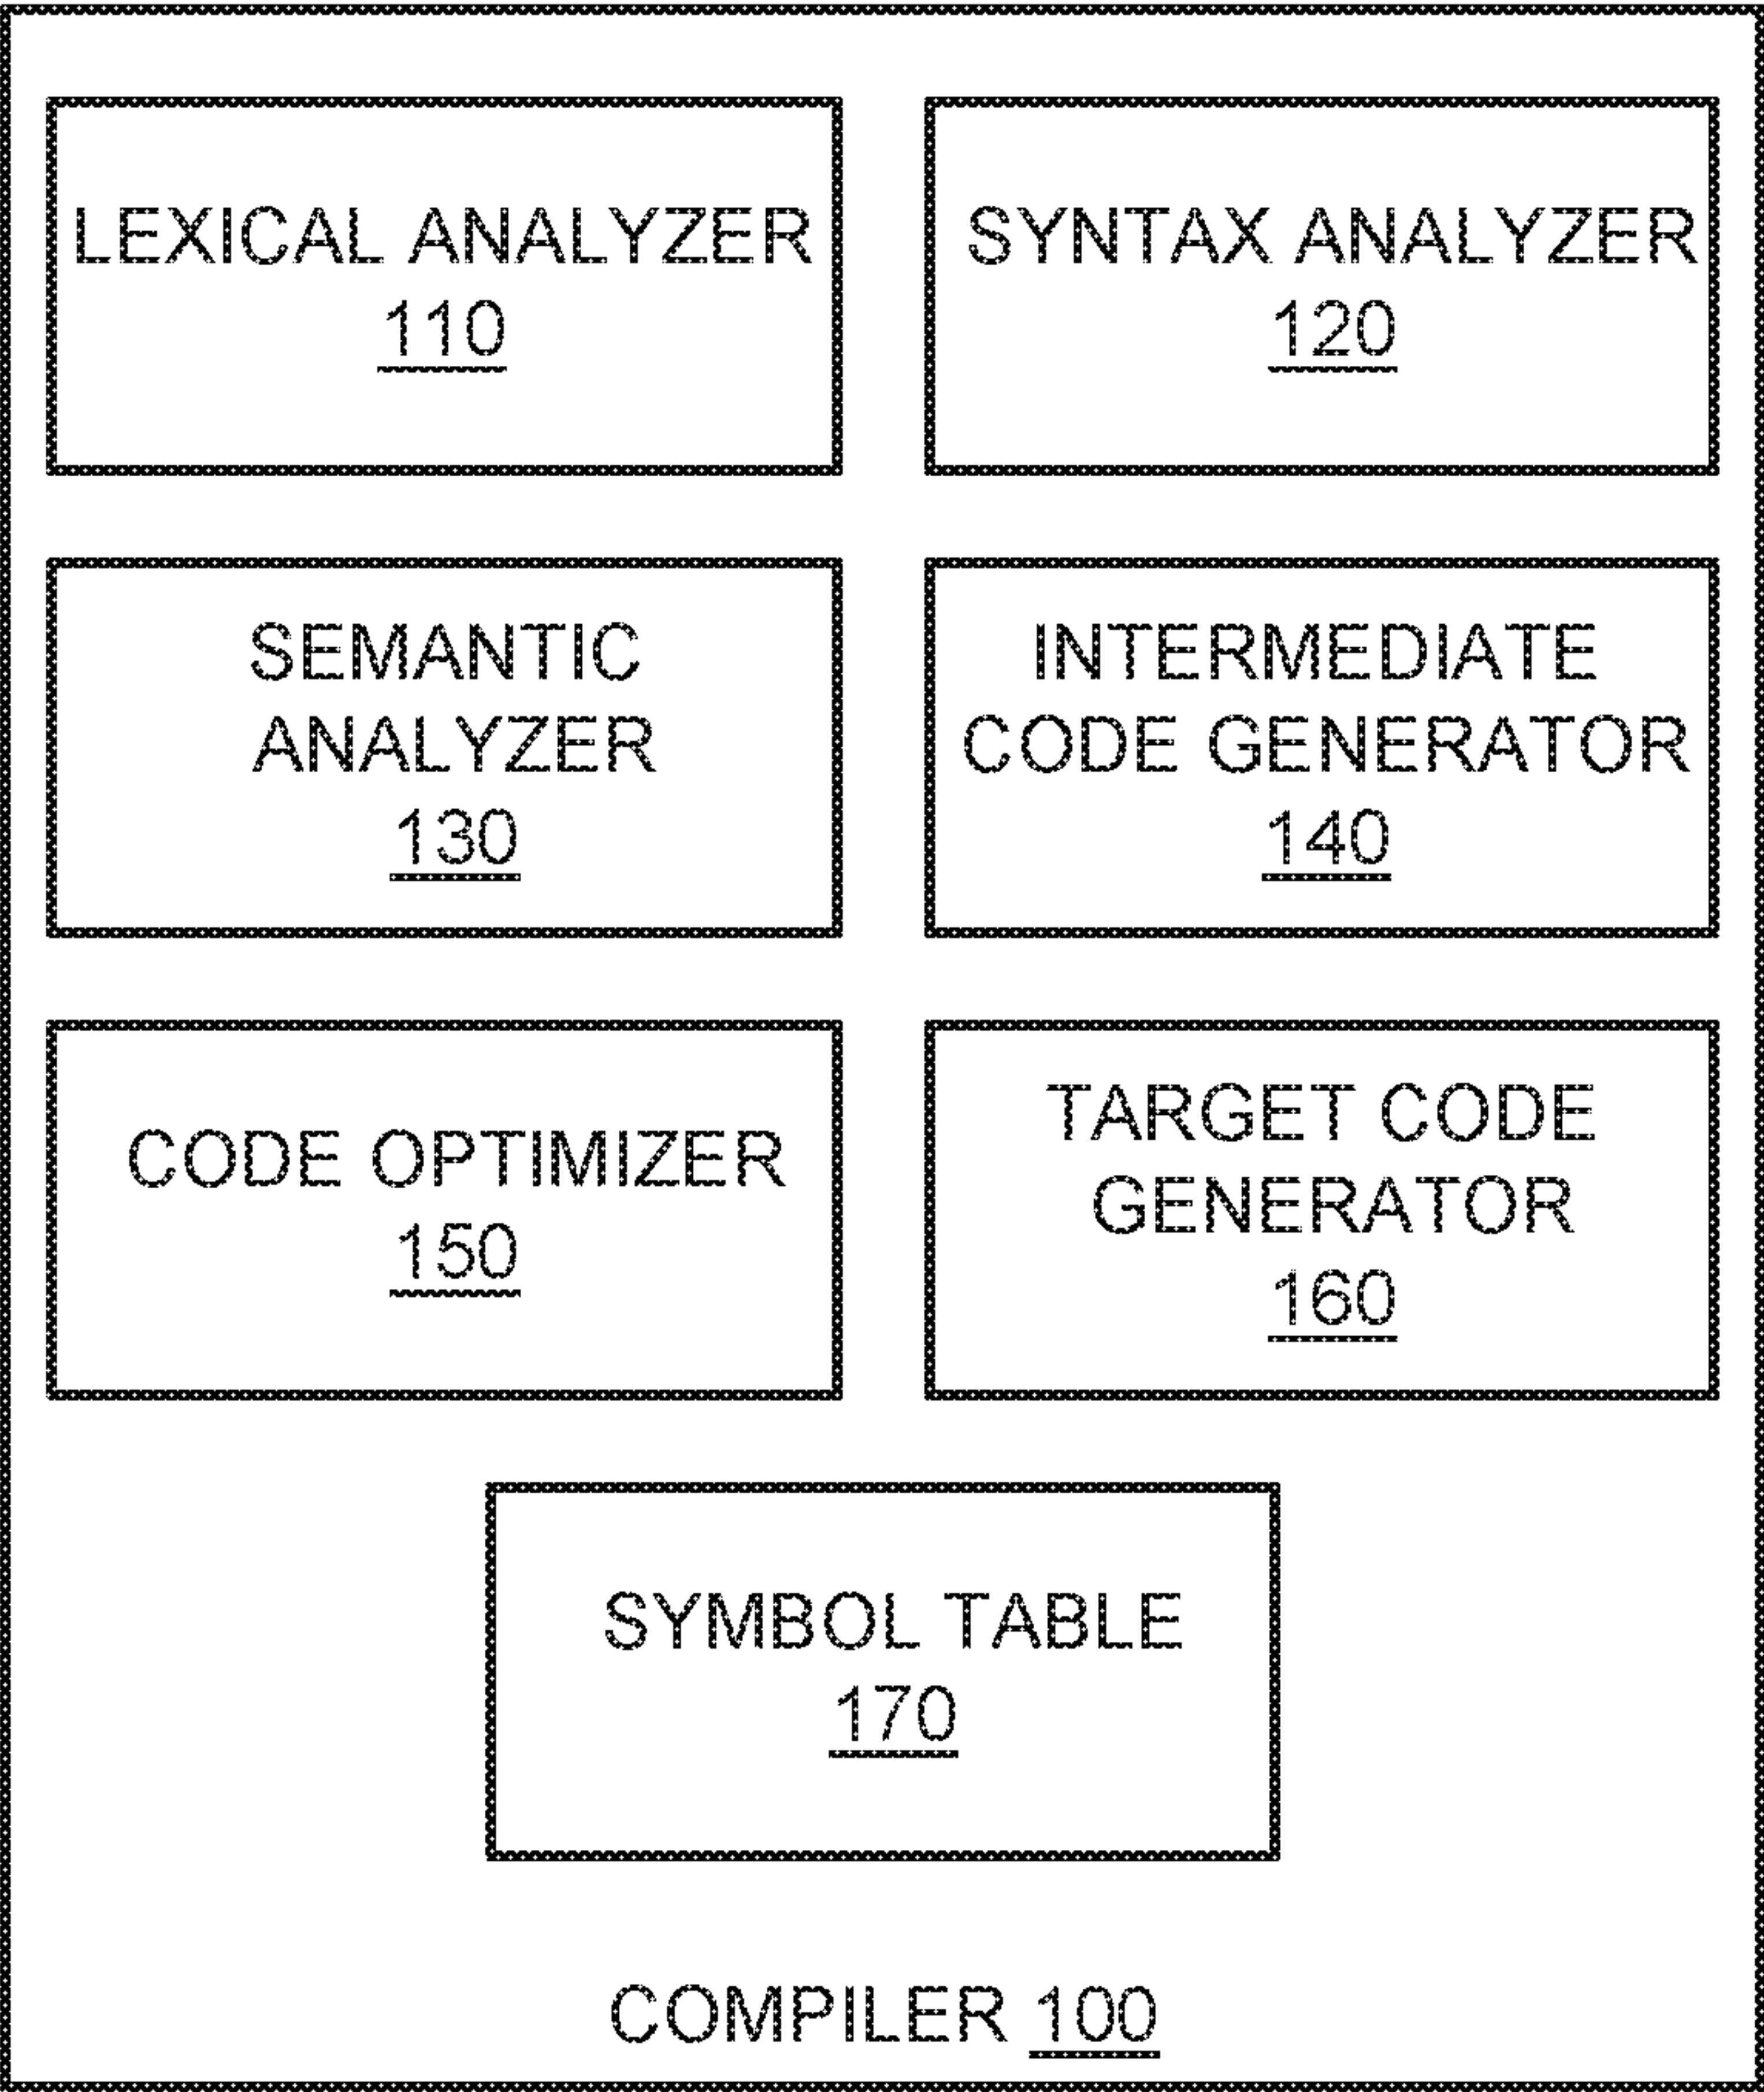 LEXICAL ANALYZER
110
SYNTAX ANALYZER
120
SEMANTIC
ANALYZER
130
INTERMEDIATE
CODE GENERATOR
140
CODE OPTIMIZER
150
TARGET CODE
GENERATOR
160
SYMBOL TABLE
170
COMPILER 100